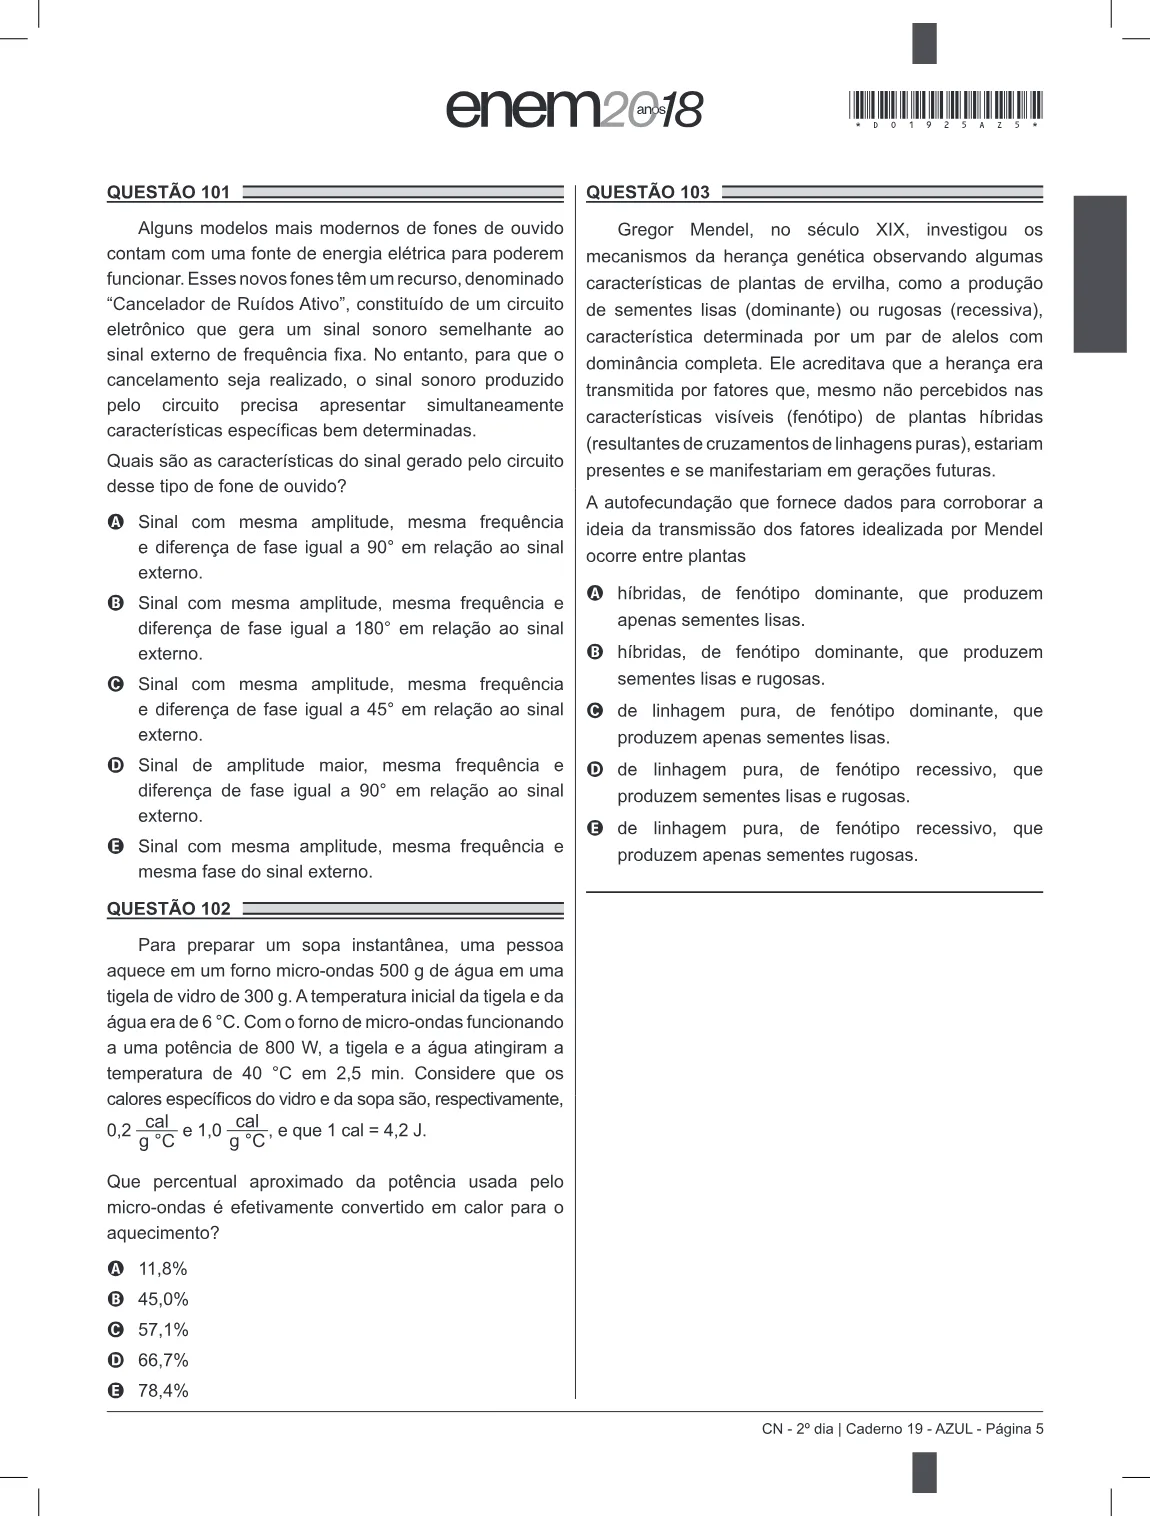 enem20anos18
*D01925AZ5*
QUESTÃO 101
Alguns modelos mais modernos de fones de ouvido
contam com uma fonte de energia elétrica para poderem
funcionar. Esses novos fones têm um recurso, denominado
“Cancelador de Ruídos Ativo”, constituído de um circuito
eletrônico que gera um sinal sonoro semelhante ao
sinal externo de frequência fixa. No entanto, para que o
cancelamento seja realizado, o sinal sonoro produzido
pelo circuito precisa apresentar simultaneamente
características específicas bem determinadas.
Quais são as características do sinal gerado pelo circuito
desse tipo de fone de ouvido?
A Sinal com mesma amplitude, mesma frequência
e diferença de fase igual a 90° em relação ao sinal
externo.
B Sinal com mesma amplitude, mesma frequência e
diferença de fase igual a 180° em relação ao sinal
externo.
C Sinal com mesma amplitude, mesma frequência
e diferença de fase igual a 45° em relação ao sinal
externo.
D Sinal de amplitude maior, mesma frequência e
diferença de fase igual a 90° em relação ao sinal
externo.
E Sinal com mesma amplitude, mesma frequência e
mesma fase do sinal externo.
QUESTÃO 102
Para preparar um sopa instantânea, uma pessoa
aquece em um forno micro-ondas 500 g de água em uma
tigela de vidro de 300 g. A temperatura inicial da tigela e da
água era de 6 °C. Com o forno de micro-ondas funcionando
a uma potência de 800 W, a tigela e a água atingiram a
temperatura de 40 °C em 2,5 min. Considere que os
calores específicos do vidro e da sopa são, respectivamente,
0,2 cal/g °C e 1,0 cal/g °C, e que 1 cal = 4,2 J.
Que percentual aproximado da potência usada pelo
micro-ondas é efetivamente convertido em calor para o
aquecimento?
A 11,8%
B 45,0%
C 57,1%
D 66,7%
E 78,4%
QUESTÃO 103
Gregor Mendel, no século XIX, investigou os
mecanismos da herança genética observando algumas
características de plantas de ervilha, como a produção
de sementes lisas (dominante) ou rugosas (recessiva),
característica determinada por um par de alelos com
dominância completa. Ele acreditava que a herança era
transmitida por fatores que, mesmo não percebidos nas
características visíveis (fenótipo) de plantas híbridas
(resultantes de cruzamentos de linhagens puras), estariam
presentes e se manifestariam em gerações futuras.
A autofecundação que fornece dados para corroborar a
ideia da transmissão dos fatores idealizada por Mendel
ocorre entre plantas
A híbridas, de fenótipo dominante, que produzem
apenas sementes lisas.
B híbridas, de fenótipo dominante, que produzem
sementes lisas e rugosas.
C de linhagem pura, de fenótipo dominante, que
produzem apenas sementes lisas.
D de linhagem pura, de fenótipo recessivo, que
produzem sementes lisas e rugosas.
E de linhagem pura, de fenótipo recessivo, que
produzem apenas sementes rugosas.
CN - 2º dia | Caderno 19 - AZUL - Página 5